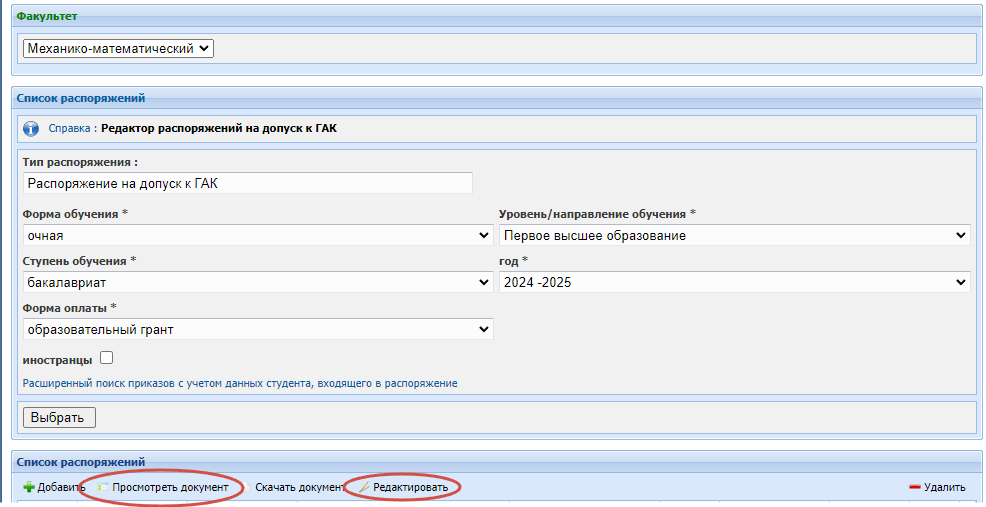 Факультет
Механико-математический
Список распоряжений
Справка : Редактор распоряжений на допуск к ГАК
Тип распоряжения :
Распоряжение на допуск к ГАК
Форма обучения * Уровень/направление обучения *
очная Первое высшее образование
Ступень обучения * год *
бакалавриат 2024 -2025
Форма оплаты *
образовательный грант
иностранцы
Расширенный поиск приказов с учетом данных студента, входящего в распоряжение
Выбрать
Список распоряжений
Добавить Просмотреть документ Скачать документ Редактировать Удалить